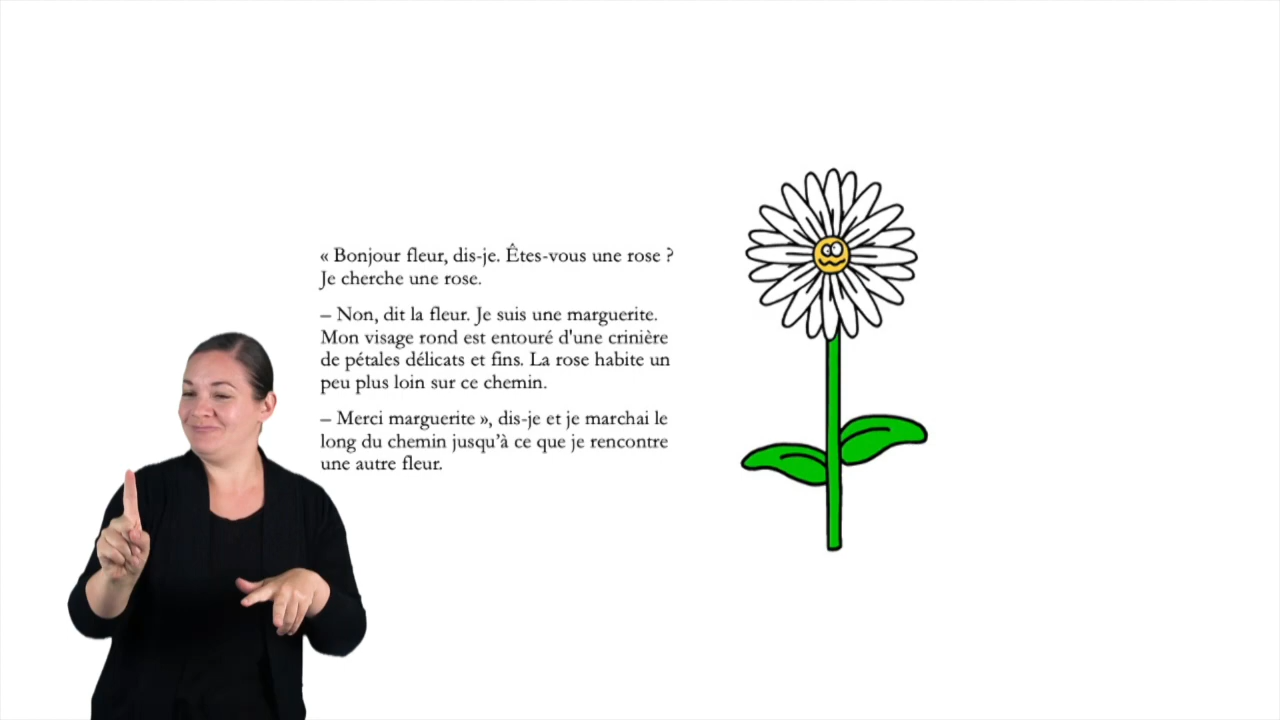 « Bonjour fleur, dis-je. Êtes-vous une rose ?
Je cherche une rose.
– Non, dit la fleur. Je suis une marguerite.
Mon visage rond est entouré d'une crinière
de pétales délicats et fins. La rose habite un
peu plus loin sur ce chemin.
– Merci marguerite », dis-je et je marchai le
long du chemin jusqu’à ce que je rencontre
une autre fleur.